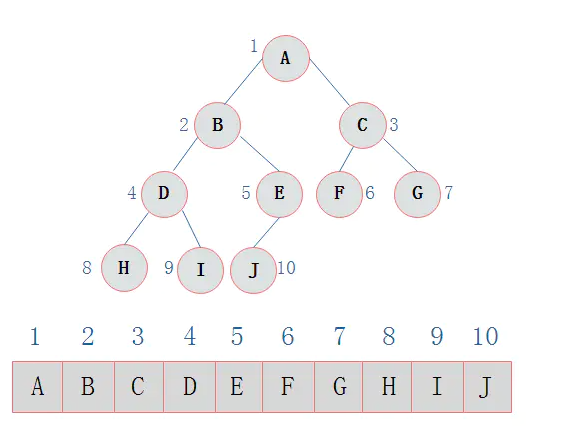 1 A
2 B C 3
4 D 5 E F 6 G 7
8 H 9 I J 10
1 2 3 4 5 6 7 8 9 10
A B C D E F G H I J